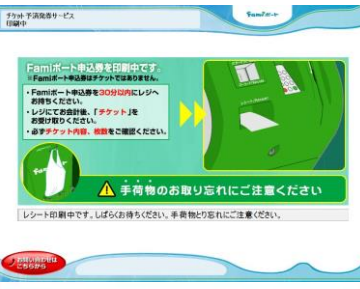 チケット 予済発券サービス
印刷中
Famiポート
Famiポート申込券を印刷中です。
※Famiポート申込券はチケットではありません。
・Famiポート申込券を30分以内にレジへ
お持ちください。
・レジにてお会計後、「チケット」を
お受け取りください。
・必ずチケット内容、枚数をご確認ください。
手荷物のお取り忘れにご注意ください
レシート印刷中です。しばらくお待ちください。手荷物とり忘れにご注意ください。
お問い合わせは
こちらから